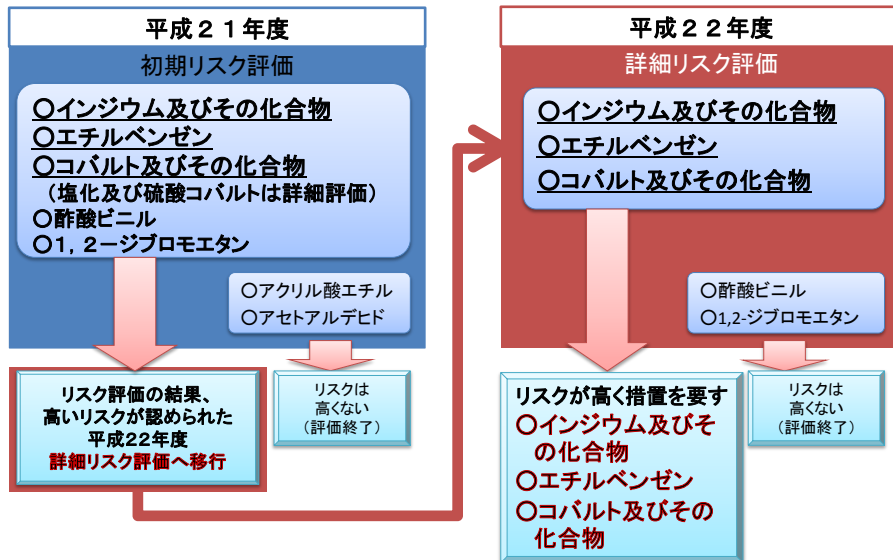 平成２１年度
初期リスク評価
○インジウム及びその化合物
○エチルベンゼン
○コバルト及びその化合物
（塩化及び硫酸コバルトは詳細評価）
○酢酸ビニル
○１，２－ジブロモエタン
○アクリル酸エチル
○アセトアルデヒド
リスク評価の結果、
高いリスクが認められた
平成２２年度
詳細リスク評価へ移行
リスクは
高くない
（評価終了）
平成２２年度
詳細リスク評価
○インジウム及びその化合物
○エチルベンゼン
○コバルト及びその化合物
○酢酸ビニル
○1,2-ジブロモエタン
リスクが高く措置を要す
○インジウム及びそ
の化合物
○エチルベンゼン
○コバルト及びその
化合物
リスクは
高くない
（評価終了）